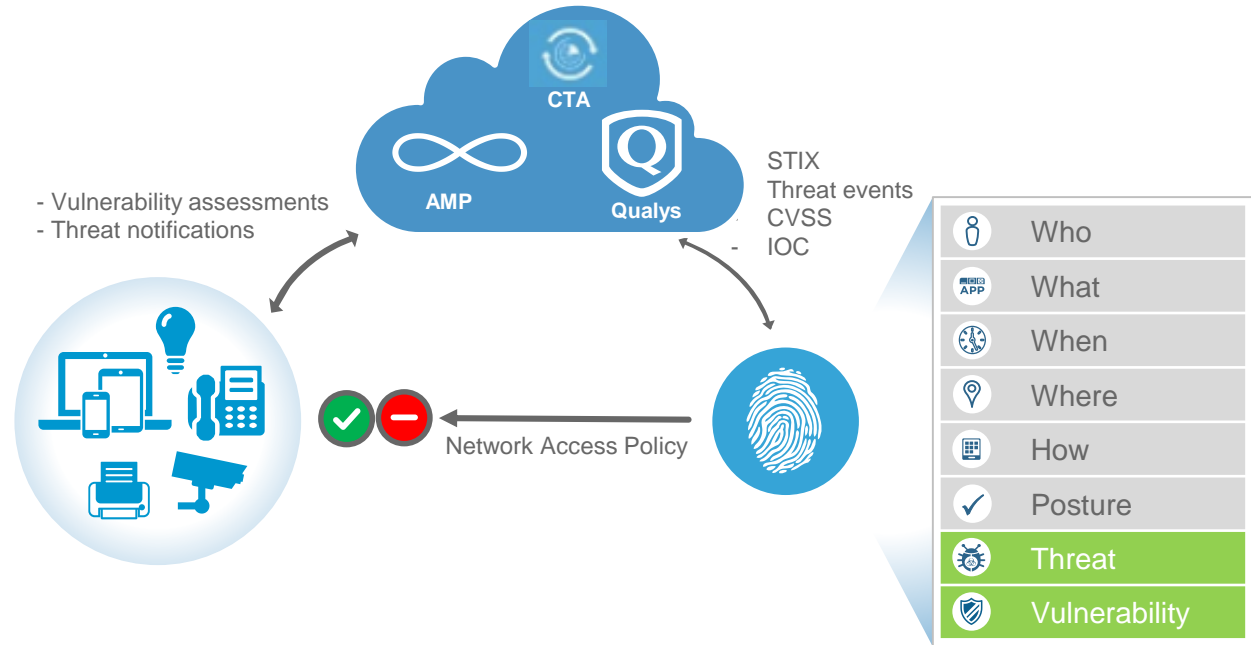 CTA
AMP
Qualys
- Vulnerability assessments
- Threat notifications
STIX
Threat events
CVSS
- IOC
Network Access Policy
Who
APP
What
When
Where
How
Posture
Threat
Vulnerability